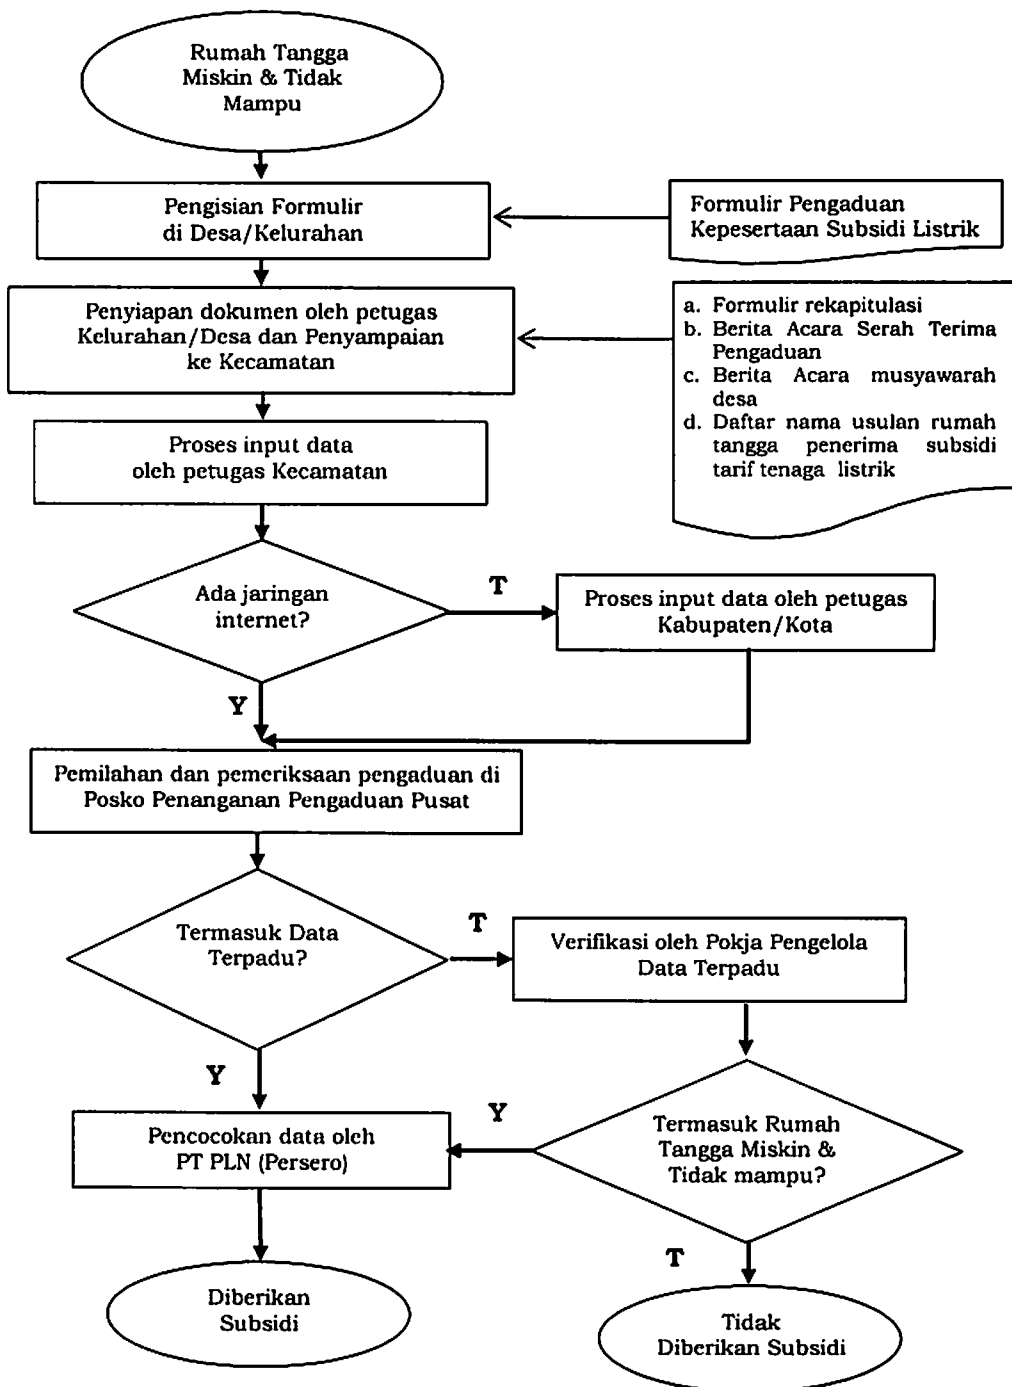 Rumah Tangga
Miskin & Tidak
Mampu
Pengisian Formulir
di Desa/Kelurahan
Formulir Pengaduan
Kepesertaan Subsidi Listrik
Penyiapan dokumen oleh petugas
Kelurahan/Desa dan Penyampaian
ke Kecamatan
a. Formulir rekapitulasi
b. Berita Acara Serah Terima
Pengaduan
c. Berita Acara musyawarah
desa
d. Daftar nama usulan rumah
tangga penerima subsidi
tarif tenaga listrik
Proses input data
oleh petugas Kecamatan
Ada jaringan
internet?
T
Proses input data oleh petugas
Kabupaten/Kota
Y
Pemilahan dan pemeriksaan pengaduan di
Posko Penanganan Pengaduan Pusat
Termasuk Data
Terpadu?
T
Verifikasi oleh Pokja Pengelola
Data Terpadu
Y
Pencocokan data oleh
PT PLN (Persero)
Y
Termasuk Rumah
Tangga Miskin &
Tidak mampu?
T
Diberikan
Subsidi
Tidak
Diberikan Subsidi